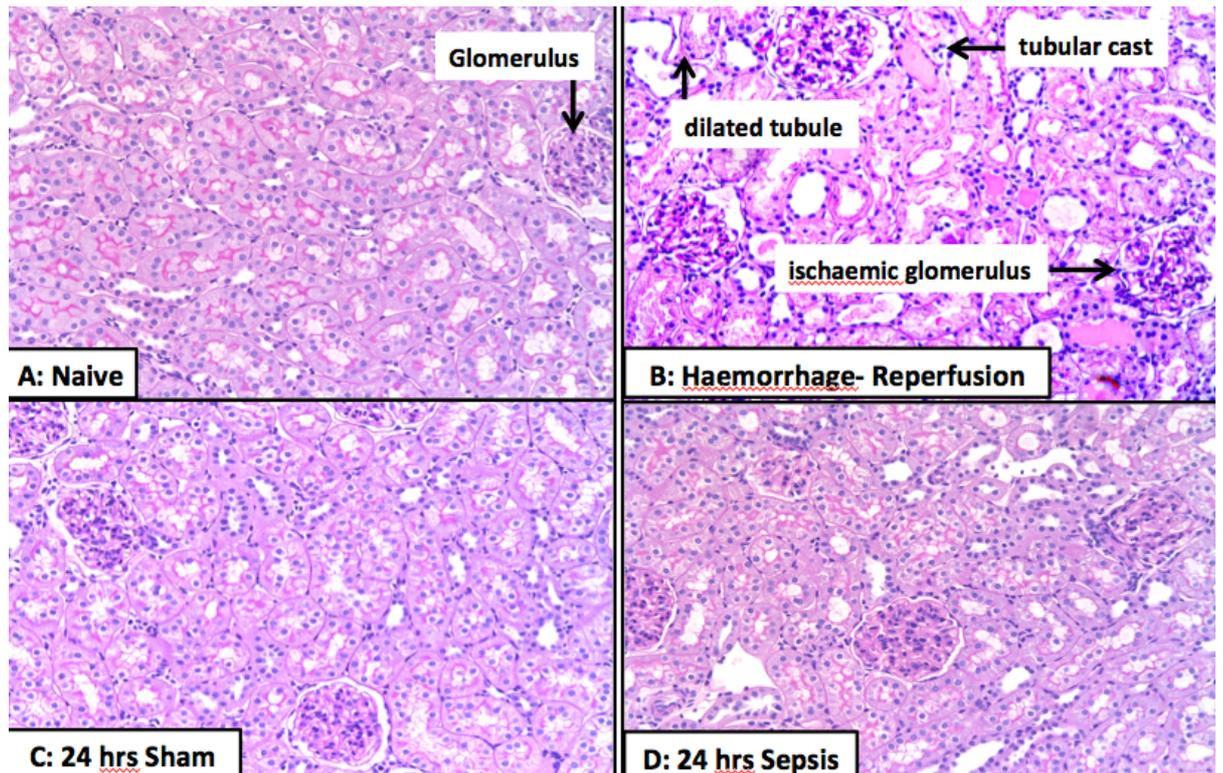 Glomerulus
tubular cast
dilated tubule
ischaemic glomerulus
A: Naive
B: Haemorrhage- Reperfusion
C: 24 hrs Sham
D: 24 hrs Sepsis